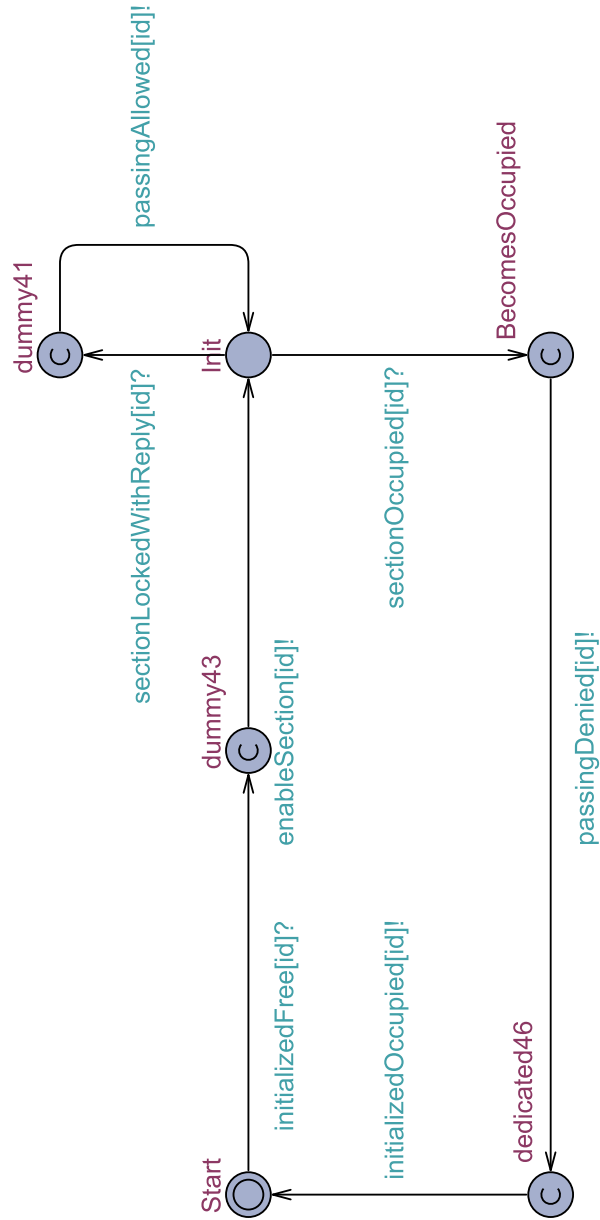 dummy41
passingAllowed[id]!
sectionLockedWithReply[id]?
Init
BecomesOccupied
sectionOccupied[id]?
dummy43
enableSection[id]!
passingDenied[id]!
initializedFree[id]?
initializedOccupied[id]!
Start
dedicated46
C
C
C
C